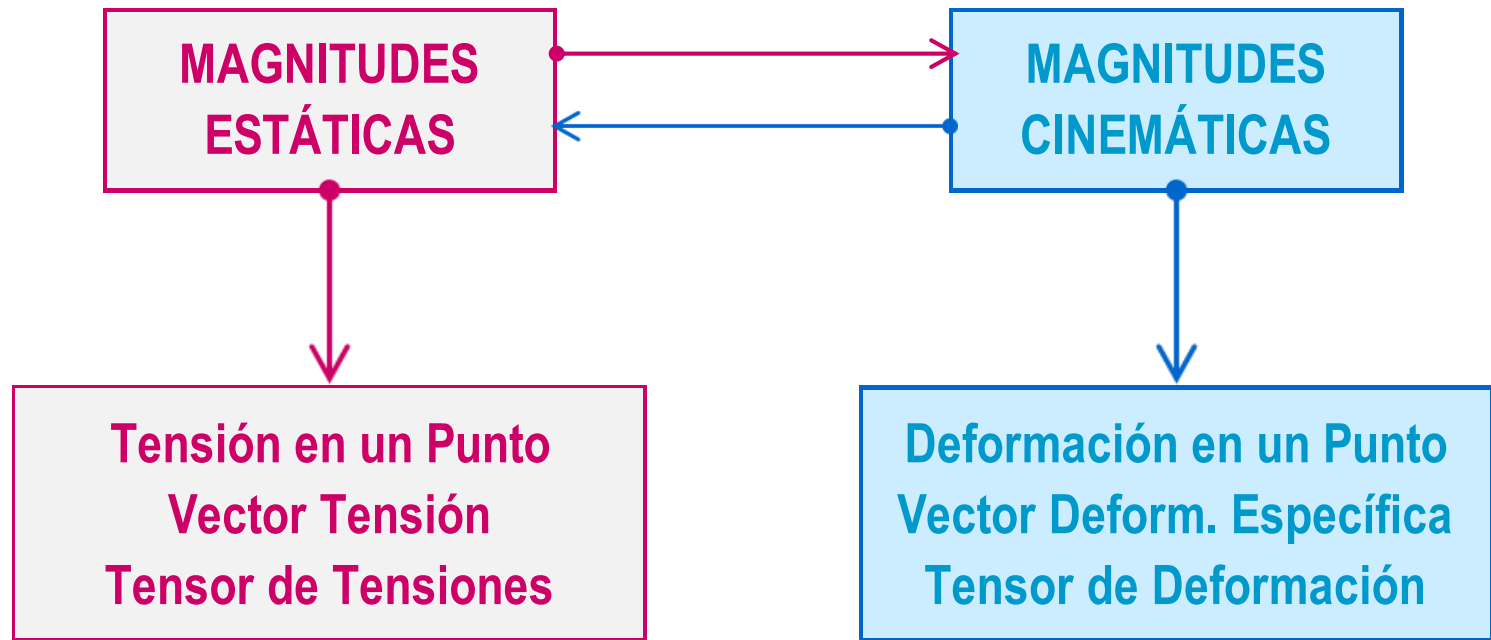 MAGNITUDES
ESTÁTICAS
MAGNITUDES
CINEMÁTICAS
Tensión en un Punto
Vector Tensión
Tensor de Tensiones
Deformación en un Punto
Vector Deform. Específica
Tensor de Deformación